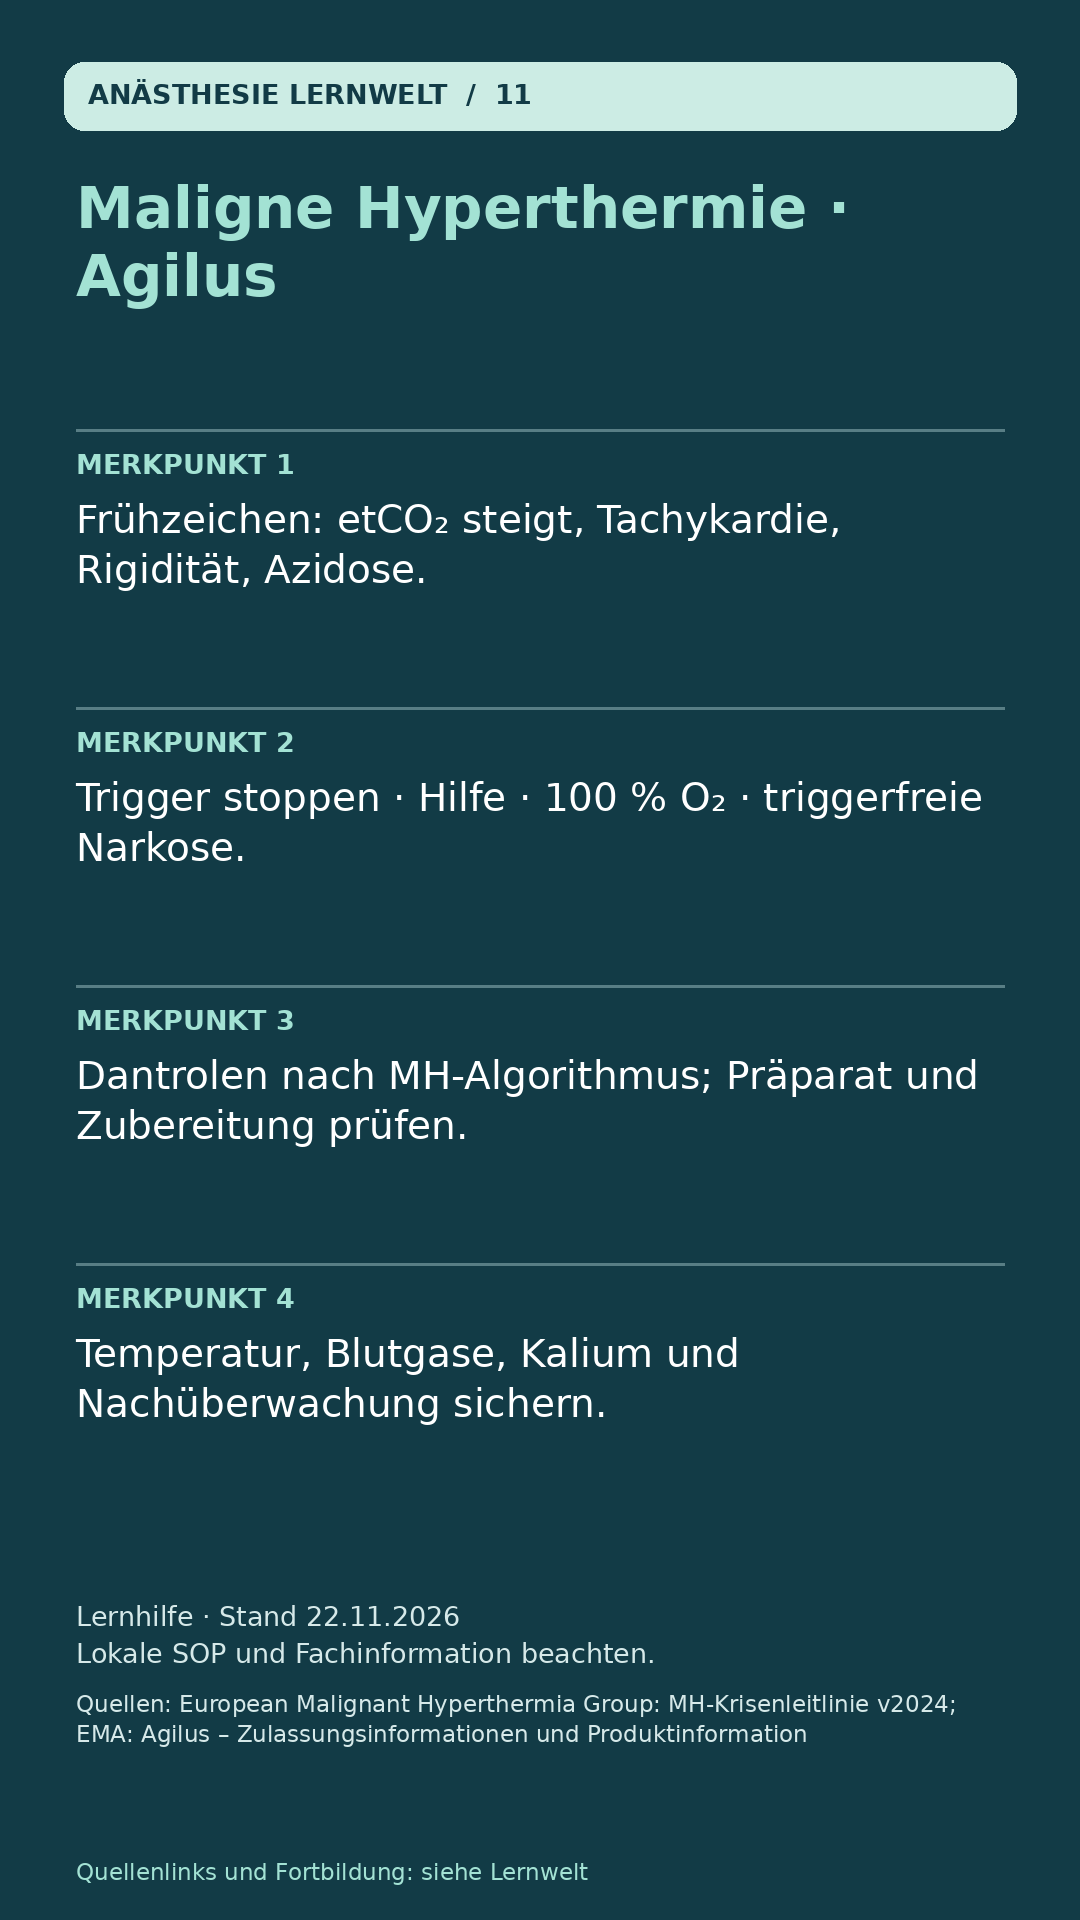 ANÄSTHESIE LERNWELT / 11
Maligne Hyperthermie ·
Agilus
MERKPUNKT 1
Frühzeichen: etCO₂ steigt, Tachykardie,
Rigidität, Azidose.
MERKPUNKT 2
Trigger stoppen · Hilfe · 100 % O₂ · triggerfreie
Narkose.
MERKPUNKT 3
Dantrolen nach MH-Algorithmus; Präparat und
Zubereitung prüfen.
MERKPUNKT 4
Temperatur, Blutgase, Kalium und
Nachüberwachung sichern.
Lernhilfe · Stand 22.11.2026
Lokale SOP und Fachinformation beachten.
Quellen: European Malignant Hyperthermia Group: MH-Krisenleitlinie v2024;
EMA: Agilus – Zulassungsinformationen und Produktinformation
Quellenlinks und Fortbildung: siehe Lernwelt